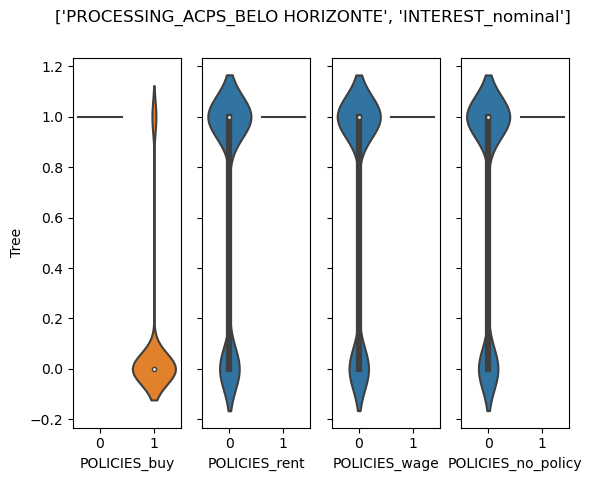 ['PROCESSING_ACPS_BELO HORIZONTE', 'INTEREST_nominal']
Tree
1.2
1.0
0.8
0.6
0.4
0.2
0.0
−0.2
0 1 0 1 0 1 0 1
POLICIES_buy POLICIES_rent POLICIES_wage POLICIES_no_policy